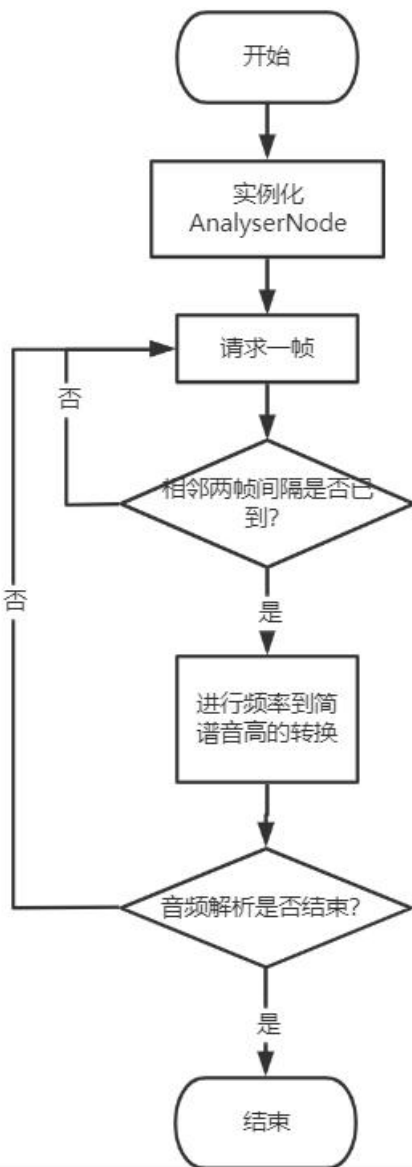 开始
实例化
AnalyserNode
请求一帧
否
相邻两帧间隔是否已
到?
是
否
进行频率到简
谱音高的转换
音频解析是否结束?
是
结束